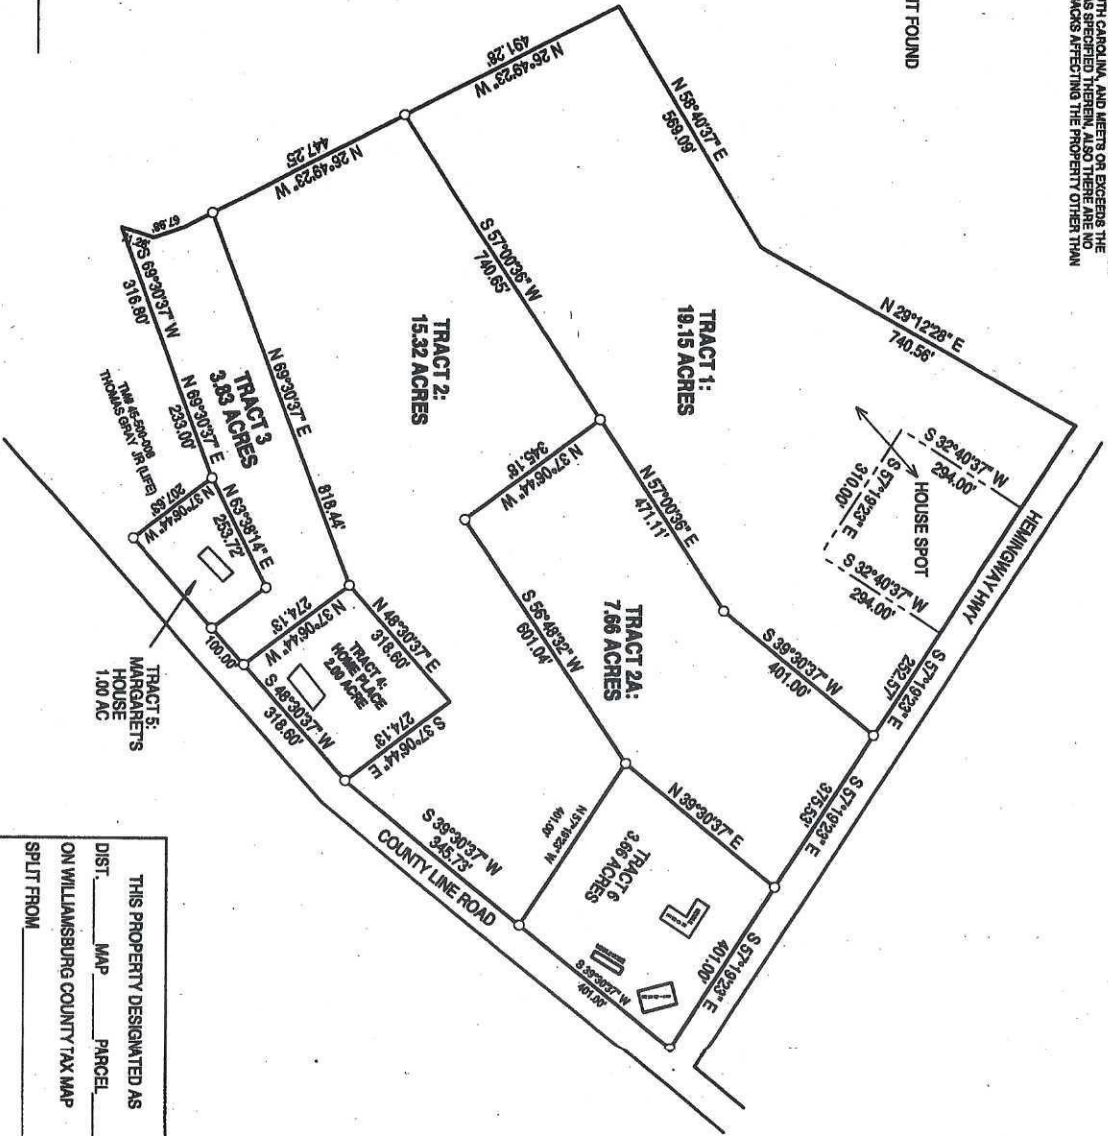 TH CAROLINA, AND MEETS OR EXCEEDS THE
AS SPECIFIED THEREIN, ALSO THERE ARE NO
ACKS AFFECTING THE PROPERTY OTHER THAN
IT FOUND
N 26°49'23" W
491.28'
N 58°40'37" E
569.09'
N 29°12'28" E
740.56'
TRACT 1:
19.15 ACRES
S 32°40'37" W
294.00'
HOUSE SPOT
S 57°19'23" E
310.00'
S 32°40'37" W
294.00'
HEMINGWAY HWY
S 57°19'23" E
252.57'
N 26°49'23" W
447.25'
S 57°00'36" W
740.65'
N 57°00'36" E
471.11'
S 39°30'37" W
401.00'
S 57°19'23" E
375.53'
TRACT 2:
15.32 ACRES
N 37°06'44" W
345.18'
TRACT 2A:
7.66 ACRES
S 56°48'32" W
601.04'
N 39°30'37" E
S 57°19'23" E
401.00'
67.98'
N 69°30'37" E
818.44'
S 69°30'37" W
316.80'
TRACT 3
3.83 ACRES
N 69°30'37" E
233.00'
TM# 45-500-008
THOMAS GRAY JR (LIFE)
N 37°06'44" W
207.63'
N 63°38'14" E
253.72'
100.00'
N 37°06'44" W
274.13'
N 48°30'37" E
318.60'
TRACT 4:
HOME PLACE
2.00 ACRE
S 48°30'37" W
318.60'
S 37°06'44" E
274.13'
S 39°30'37" W
345.73'
COUNTY LINE ROAD
N 57°19'23" W
401.00'
TRACT 6
3.66 ACRES
S 39°30'37" W
401.00'
TRACT 5:
MARGARET'S
HOUSE
1.00 AC
THIS PROPERTY DESIGNATED AS
DIST.____MAP____PARCEL
ON WILLIAMSBURG COUNTY TAX MAP
SPLIT FROM